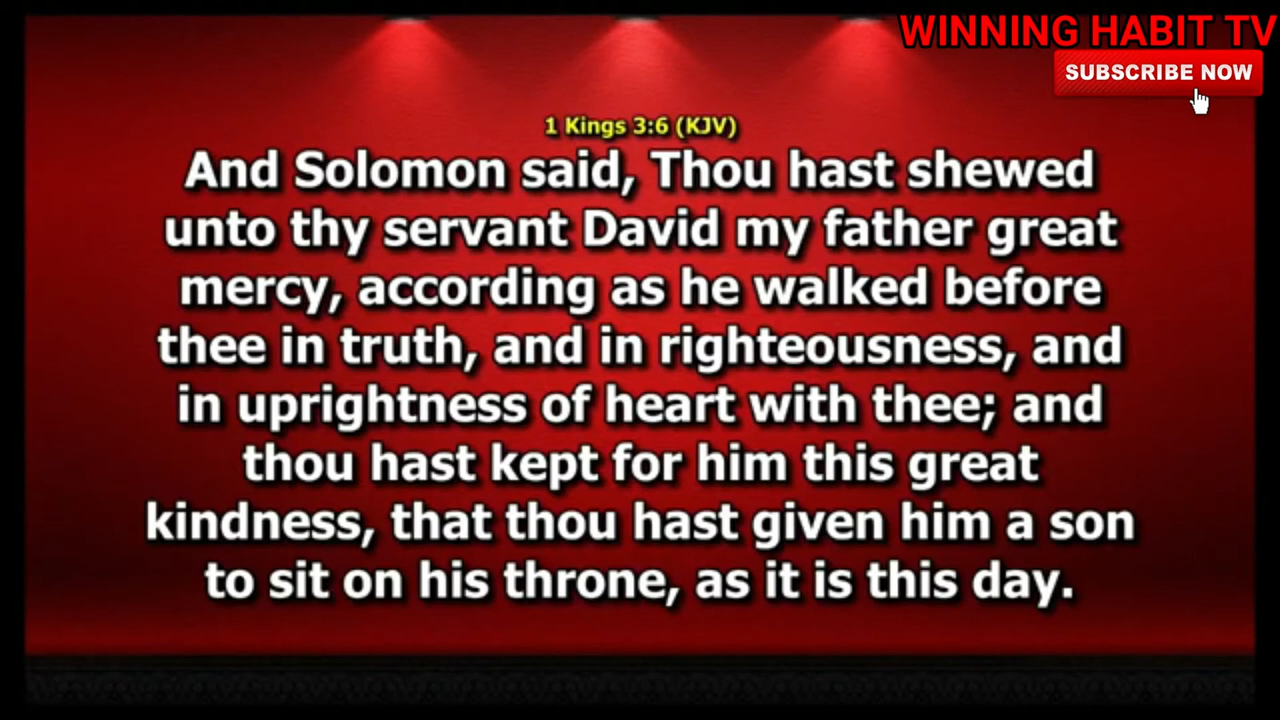 WINNING HABIT TV
SUBSCRIBE NOW
1 Kings 3:6 (KJV)
And Solomon said, Thou hast shewed
unto thy servant David my father great
mercy, according as he walked before
thee in truth, and in righteousness, and
in uprightness of heart with thee; and
thou hast kept for him this great
kindness, that thou hast given him a son
to sit on his throne, as it is this day.